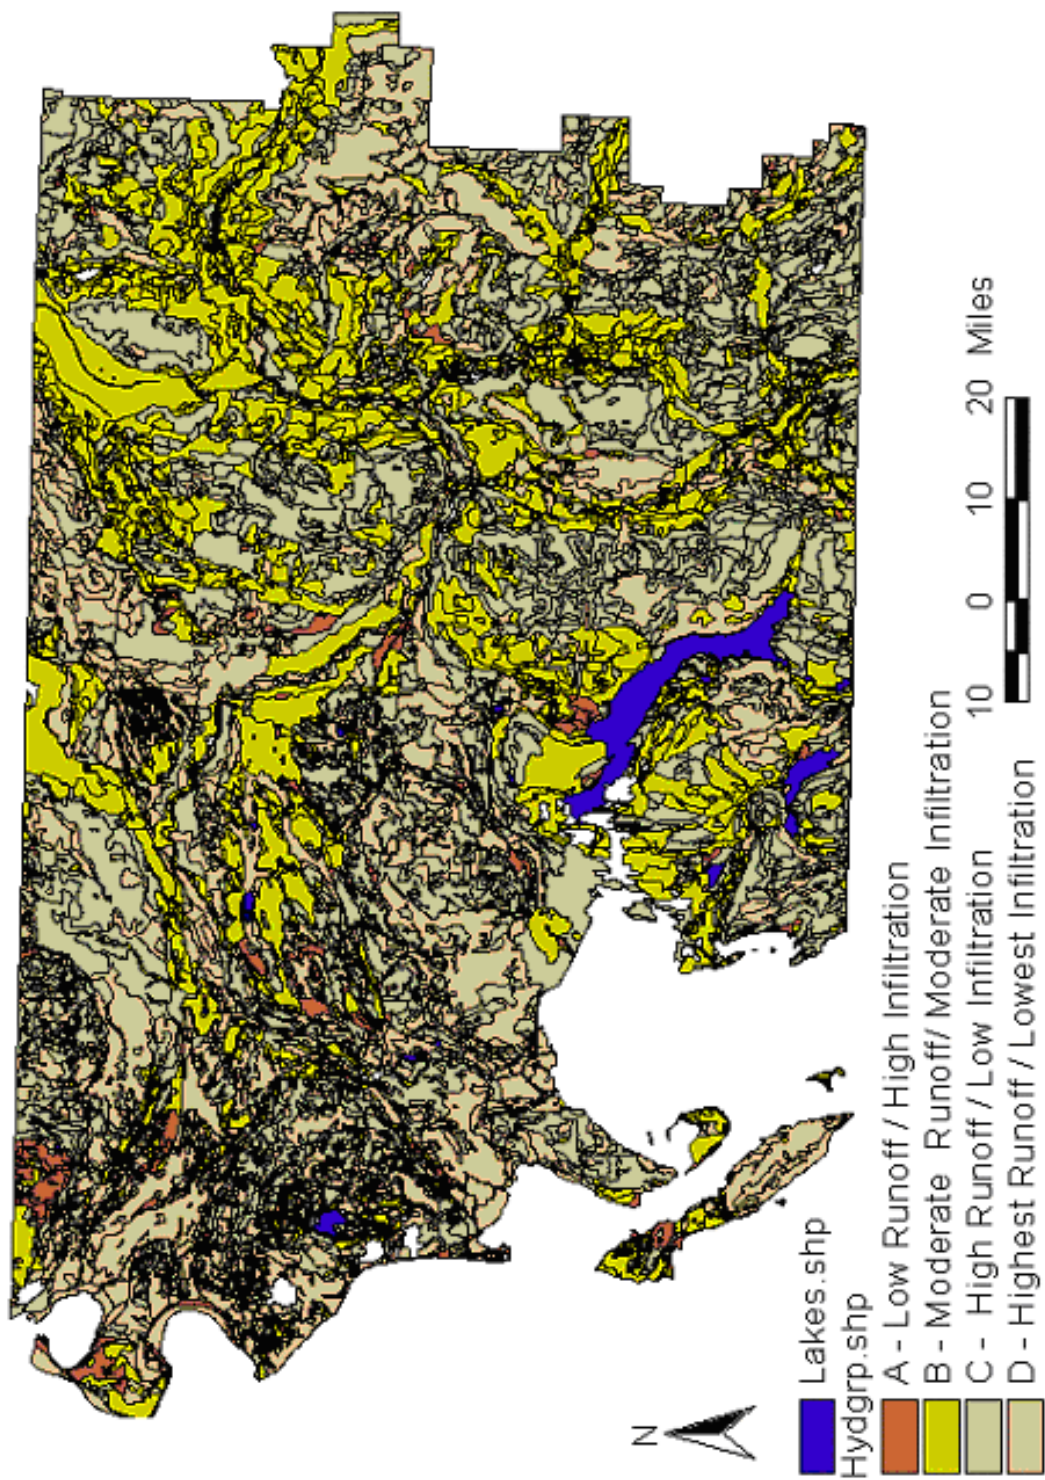 N
Lakes.shp
Hydgrp.shp
A - Low Runoff / High Infiltration
B - Moderate Runoff/ Moderate Infiltration
C - High Runoff / Low Infiltration
D - Highest Runoff / Lowest Infiltration
10 0 10 20 Miles